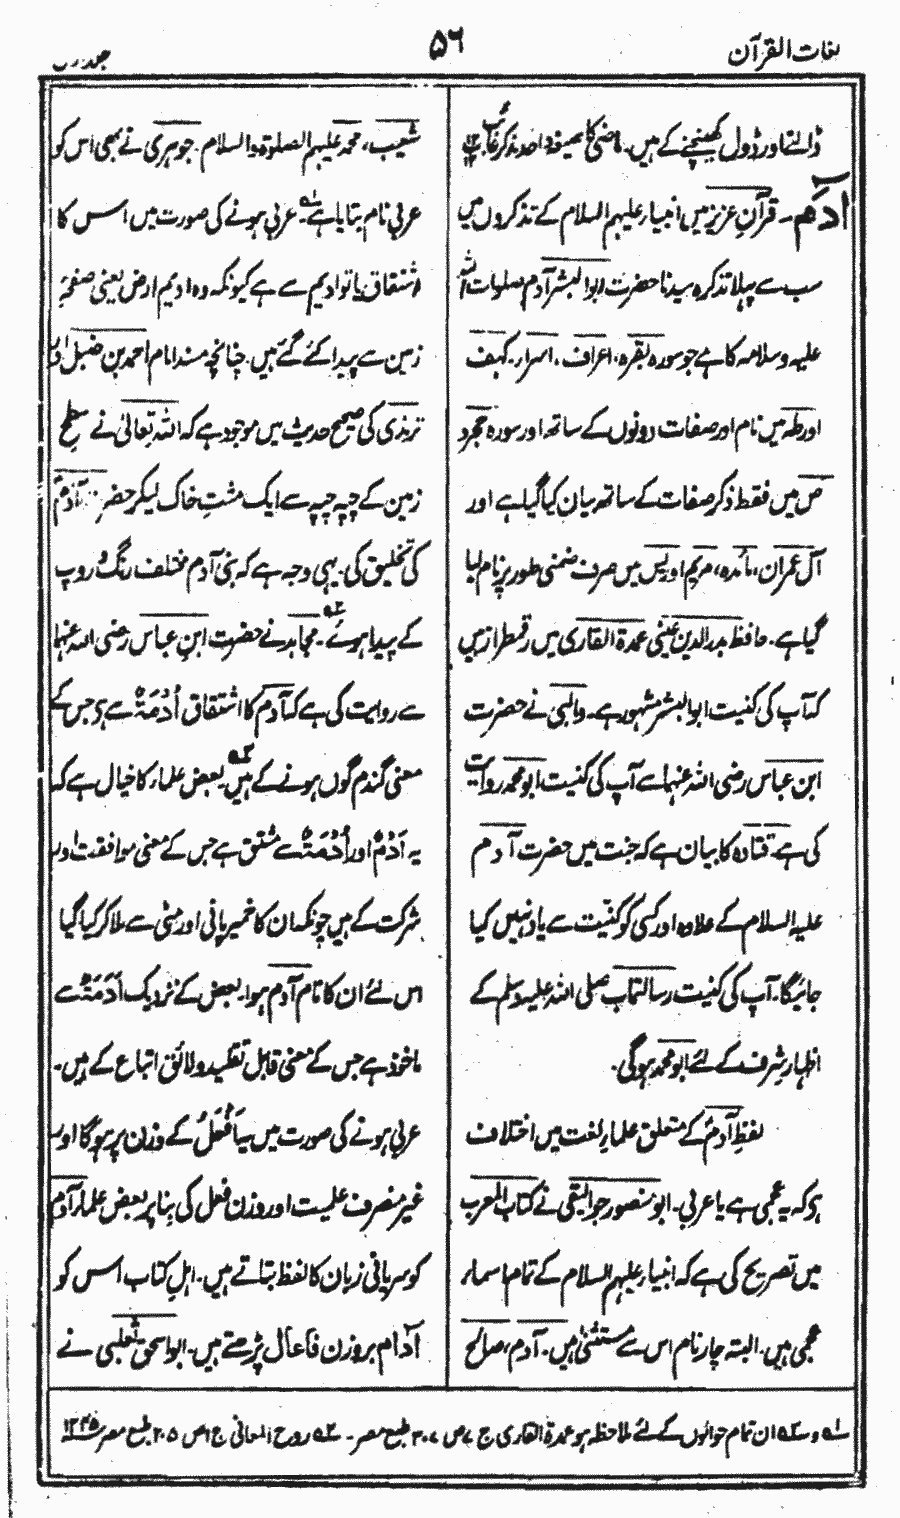 لغات القرآن
۵۶
ڈالنے اور ڈول کھینچنے کے ہیں۔ ماضی کا صیغہ واحد مذکر غائب
آدم۔ قرآنِ عزیز میں انبیاء علیہم السلام کے تذکروں میں
سب سے پہلا تذکرہ سیدنا حضرت ابوالبشر آدم صلوات اللہ
علیہ وسلامہ کا ہے جو سورہ بقرہ، اعراف، اسراء، کہف
اور طہ میں نام اور صفات دونوں کے ساتھ اور سورہ حجر و
ص میں فقط ذکر صفات کے ساتھ بیان کیا گیا ہے اور
آل عمران، مائدہ، مریم اور یس میں صرف ضمنی طور پر نام لیا
گیا ہے۔ حافظ بدر الدین عینی عمدۃ القاری میں رقمطراز ہیں
کہ آپ کی کنیت ابوالبشر مشہور ہے۔ والبی نے حضرت
ابن عباس رضی اللہ عنہا سے آپ کی کنیت ابو محمد روایت
کی ہے۔ قتادہ کا بیان ہے کہ جنت میں حضرت آدم
علیہ السلام کے علاوہ اور کسی کو کنیت سے یاد نہیں کیا
جائیگا۔ آپ کی کنیت رسالتمآب صلی اللہ علیہ وسلم کے
اظہارِ شرف کے لئے ابو محمد ہوگی۔
لفظِ آدمؑ کے متعلق علماءِ لغت میں اختلاف
ہے کہ یہ عجمی ہے یا عربی۔ ابو منصور جوالیقی نے کتاب المعرب
میں تصریح کی ہے کہ انبیاء علیہم السلام کے تمام اسماء
عجمی ہیں۔ البتہ چار نام اس سے مستثنیٰ ہیں۔ آدم، صالح
شعیب، محمد علیہم الصلوۃ والسلام۔ جوہری نے بھی اس کو
عربی نام بتایا ہے۔ عربی ہونے کی صورت میں اس کا
اشتقاق یا تو ادیم سے ہے کیونکہ وہ ادیم ارض یعنی صفحۂ
زمین سے پیدا کئے گئے ہیں۔ چنانچہ مسند امام احمد بن حنبل اور
ترمذی کی صحیح حدیث میں موجود ہے کہ اللہ تعالیٰ نے سطح
زمین کے چپہ چپہ سے ایک مشتِ خاک لیکر حضرت آدمؑ
کی تخلیق کی۔ یہی وجہ ہے کہ بنی آدم مختلف رنگ و روپ
کے پیدا ہوئے۔ مجاہد نے حضرت ابن عباس رضی اللہ عنہما
سے روایت کی ہے کہ آدم کا اشتقاق اُدْمَۃٌ سے ہے جس کے
معنی گندم گوں ہونے کے ہیں۔ بعض علماء کا خیال ہے کہ
یہ اَدْمٌ اور اُدْمَۃٌ سے مشتق ہے جس کے معنی موافقت اور
شرکت کے ہیں چونکہ ان کا خمیر پانی اور مٹی سے ملا کر کیا گیا
اس لئے ان کا نام آدم ہوا۔ بعض کے نزدیک اَدَمَۃٌ سے
ماخوذ ہے جس کے معنی قابلِ تقلید و لائق اتباع کے ہیں۔
عربی ہونے کی صورت میں یہ اَفْعَلُ کے وزن پر ہوگا اور
غیر منصرف علمیت اور وزن فعل کی بنا پر بعض علماء آدم
کو سریانی زبان کا لفظ بتاتے ہیں۔ اہلِ کتاب اس کو
آدام بروزن فاعال پڑھتے ہیں۔ ابو اسحٰق ثعلبی نے
لہ و ۲ہ ان تمام حوالوں کے لئے ملاحظہ ہو عمدۃ القاری ج ۷ ص ۳۰۷ طبع مصر۔ ۳ہ روح المعانی ج ۱ ص ۲۰۵ طبع مصر